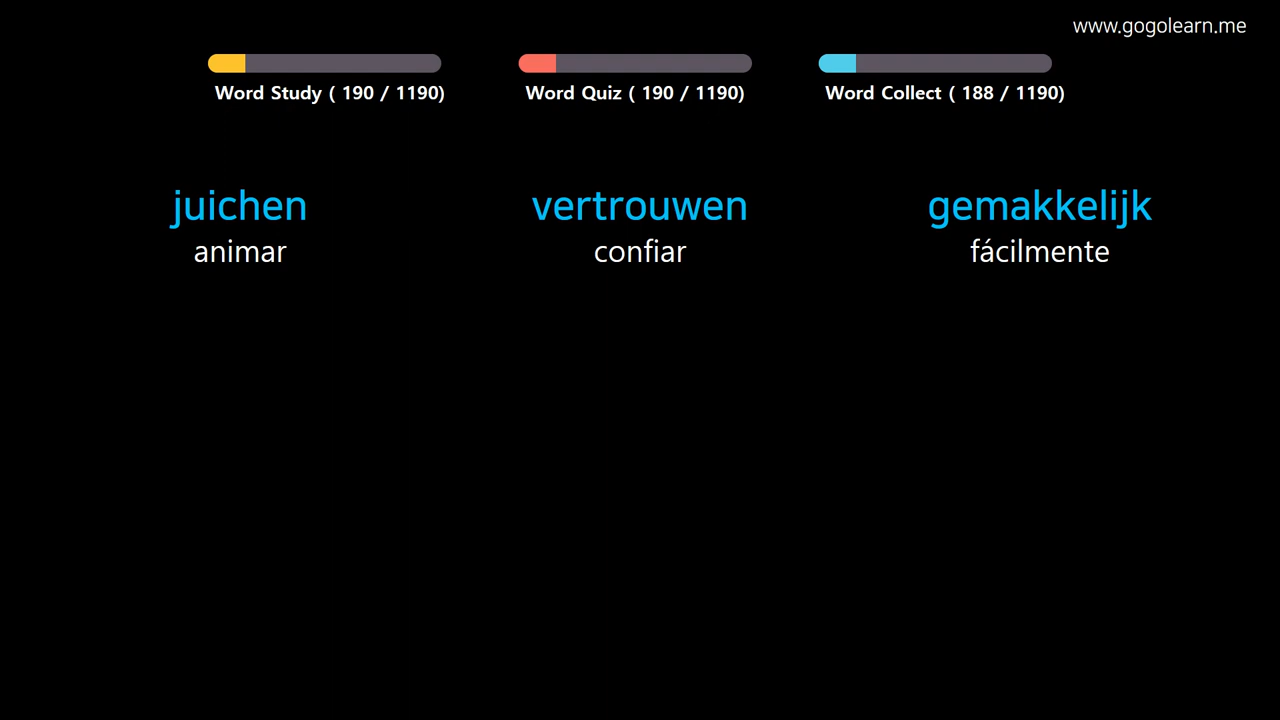 www.gogolearn.me
Word Study ( 190 / 1190)
Word Quiz ( 190 / 1190)
Word Collect ( 188 / 1190)
juichen
animar
vertrouwen
confiar
gemakkelijk
fácilmente